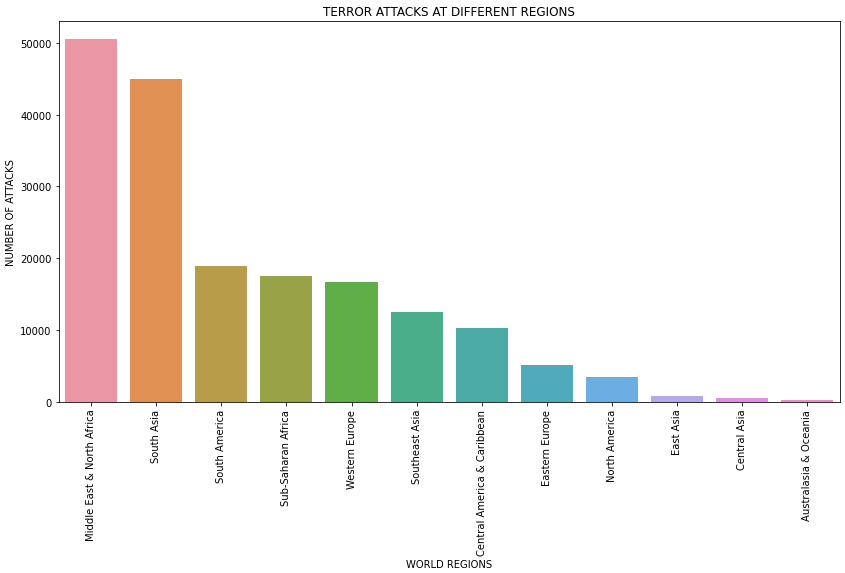 TERROR ATTACKS AT DIFFERENT REGIONS
NUMBER OF ATTACKS
50000
40000
30000
20000
10000
0
Middle East & North Africa
South Asia
South America
Sub-Saharan Africa
Western Europe
Southeast Asia
Central America & Caribbean
Eastern Europe
North America
East Asia
Central Asia
Australasia & Oceania
WORLD REGIONS